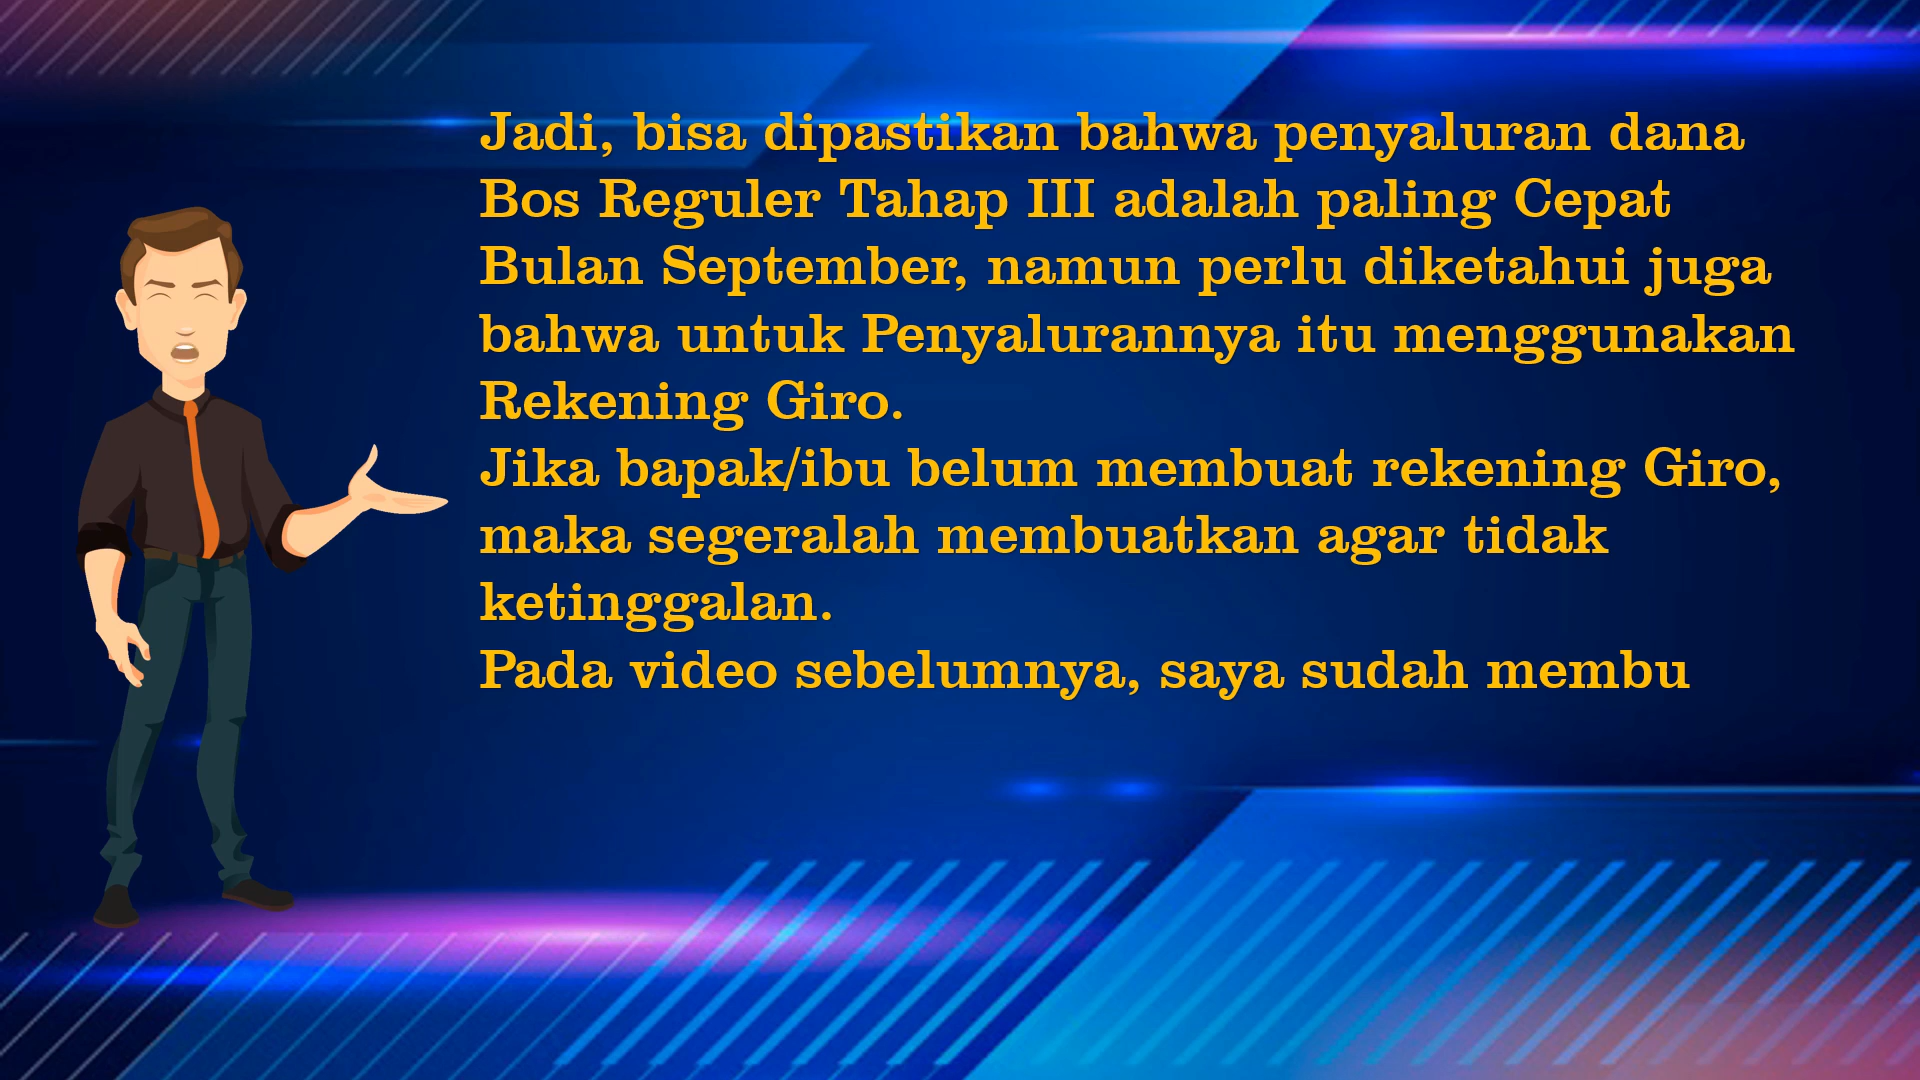 Jadi, bisa dipastikan bahwa penyaluran dana
Bos Reguler Tahap III adalah paling Cepat
Bulan September, namun perlu diketahui juga
bahwa untuk Penyalurannya itu menggunakan
Rekening Giro.
Jika bapak/ibu belum membuat rekening Giro,
maka segeralah membuatkan agar tidak
ketinggalan.
Pada video sebelumnya, saya sudah membu